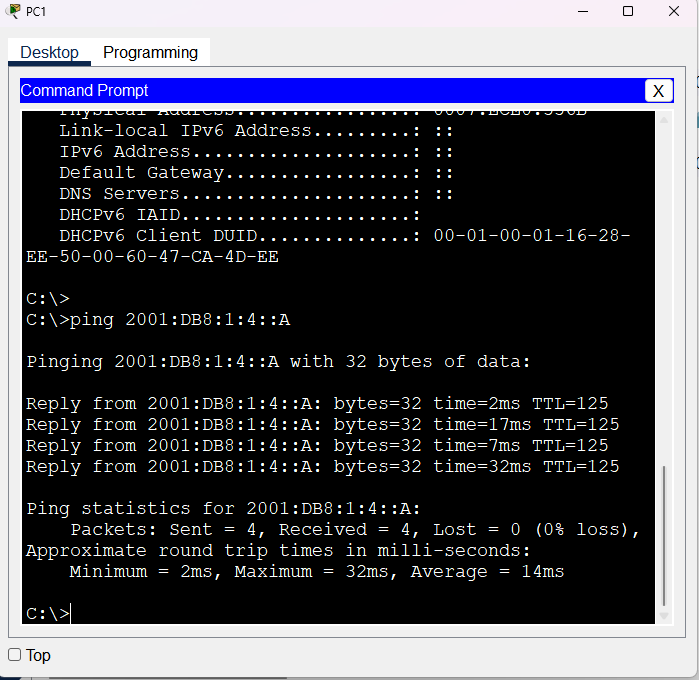 PC1
Desktop Programming
Command Prompt X
Link-local IPv6 Address.........: ::
IPv6 Address....................: ::
Default Gateway.................: ::
DNS Servers.....................: ::
DHCPv6 IAID.....................:
DHCPv6 Client DUID..............: 00-01-00-01-16-28-
EE-50-00-60-47-CA-4D-EE
C:\>
C:\>ping 2001:DB8:1:4::A
Pinging 2001:DB8:1:4::A with 32 bytes of data:
Reply from 2001:DB8:1:4::A: bytes=32 time=2ms TTL=125
Reply from 2001:DB8:1:4::A: bytes=32 time=17ms TTL=125
Reply from 2001:DB8:1:4::A: bytes=32 time=7ms TTL=125
Reply from 2001:DB8:1:4::A: bytes=32 time=32ms TTL=125
Ping statistics for 2001:DB8:1:4::A:
Packets: Sent = 4, Received = 4, Lost = 0 (0% loss),
Approximate round trip times in milli-seconds:
Minimum = 2ms, Maximum = 32ms, Average = 14ms
C:\>
Top